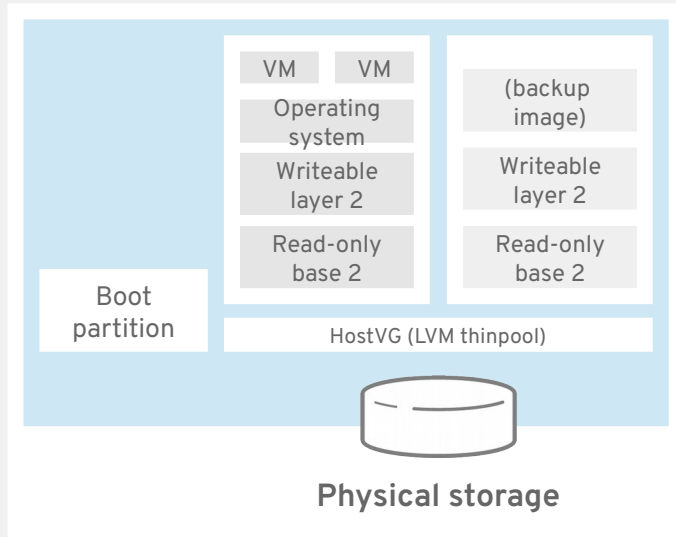 VM
VM
Operating
system
Writeable
layer 2
Read-only
base 2
(backup
image)
Writeable
layer 2
Read-only
base 2
Boot
partition
HostVG (LVM thinpool)
Physical storage